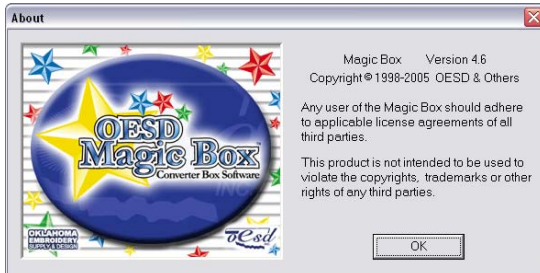 About
Magic Box Version 4.6
Copyright © 1998-2005 OESD & Others
Any user of the Magic Box should adhere
to applicable license agreements of all
third parties.
This product is not intended to be used to
violate the copyrights, trademarks or other
rights of any third parties.
OK
OESD
Magic Box™
Converter Box Software
OKLAHOMA
EMBROIDERY
SUPPLY & DESIGN
oesd